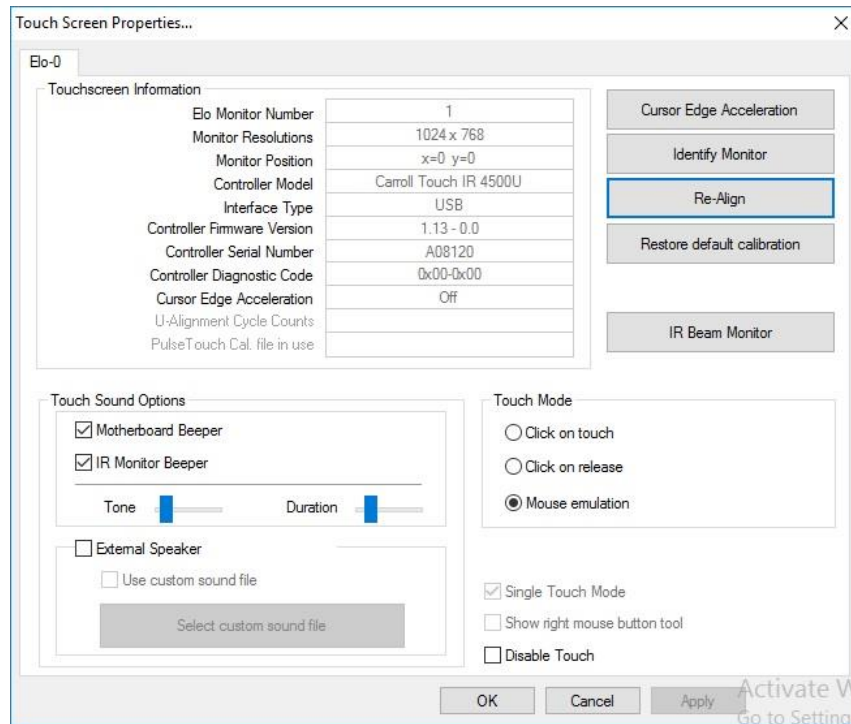 Touch Screen Properties...
Elo-0
Touchscreen Information
Elo Monitor Number 1
Monitor Resolutions 1024 x 768
Monitor Position x=0 y=0
Controller Model Carroll Touch IR 4500U
Interface Type USB
Controller Firmware Version 1.13 - 0.0
Controller Serial Number A08120
Controller Diagnostic Code 0x00-0x00
Cursor Edge Acceleration Off
U-Alignment Cycle Counts
PulseTouch Cal. file in use
Cursor Edge Acceleration
Identify Monitor
Re-Align
Restore default calibration
IR Beam Monitor
Touch Sound Options
Motherboard Beeper
IR Monitor Beeper
Tone Duration
External Speaker
Use custom sound file
Select custom sound file
Touch Mode
Click on touch
Click on release
Mouse emulation
Single Touch Mode
Show right mouse button tool
Disable Touch
OK Cancel Apply
Activate W
Go to Setting